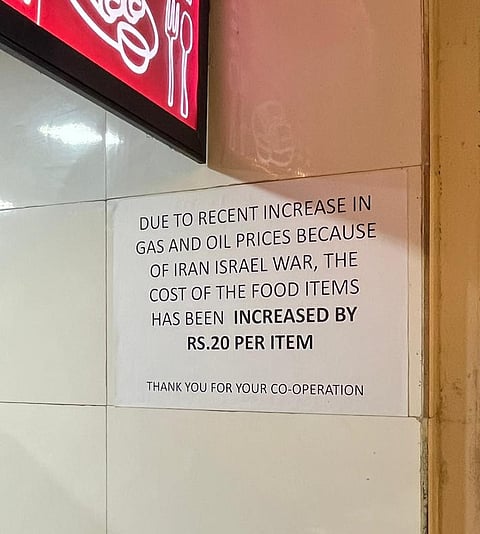 DUE TO RECENT INCREASE IN
GAS AND OIL PRICES BECAUSE
OF IRAN ISRAEL WAR, THE
COST OF THE FOOD ITEMS
HAS BEEN INCREASED BY
RS.20 PER ITEM
THANK YOU FOR YOUR CO-OPERATION